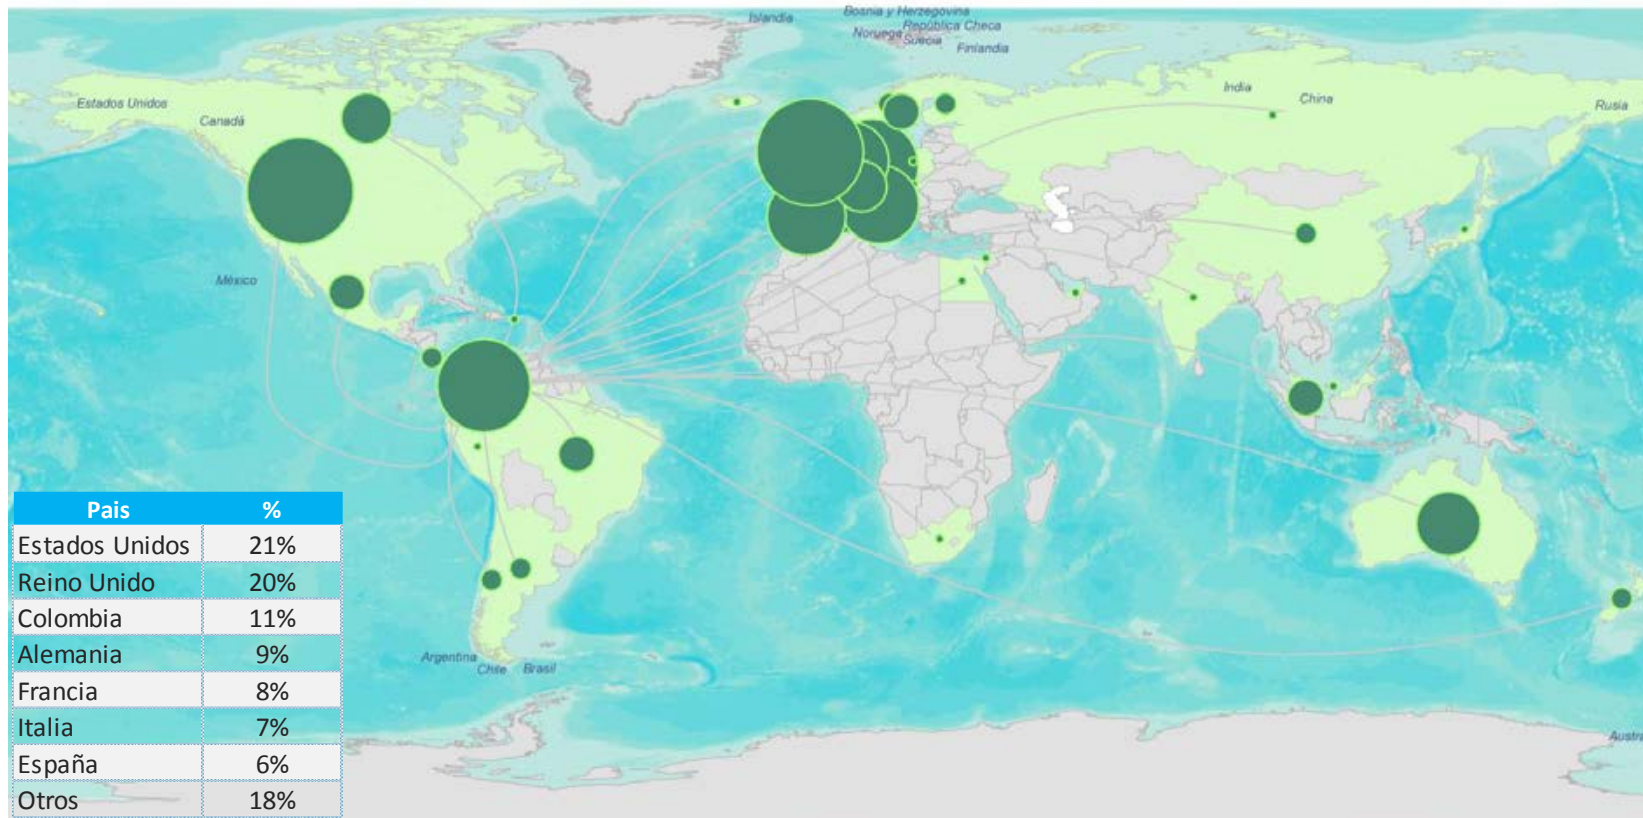 Islandia
Bosnia y Herzegovina
República Checa
Noruega
Suecia
Finlandia
Estados Unidos
Canadá
India
China
Rusia
México
Argentina
Chile
Brasil
Austra
Pais %
Estados Unidos 21%
Reino Unido 20%
Colombia 11%
Alemania 9%
Francia 8%
Italia 7%
España 6%
Otros 18%